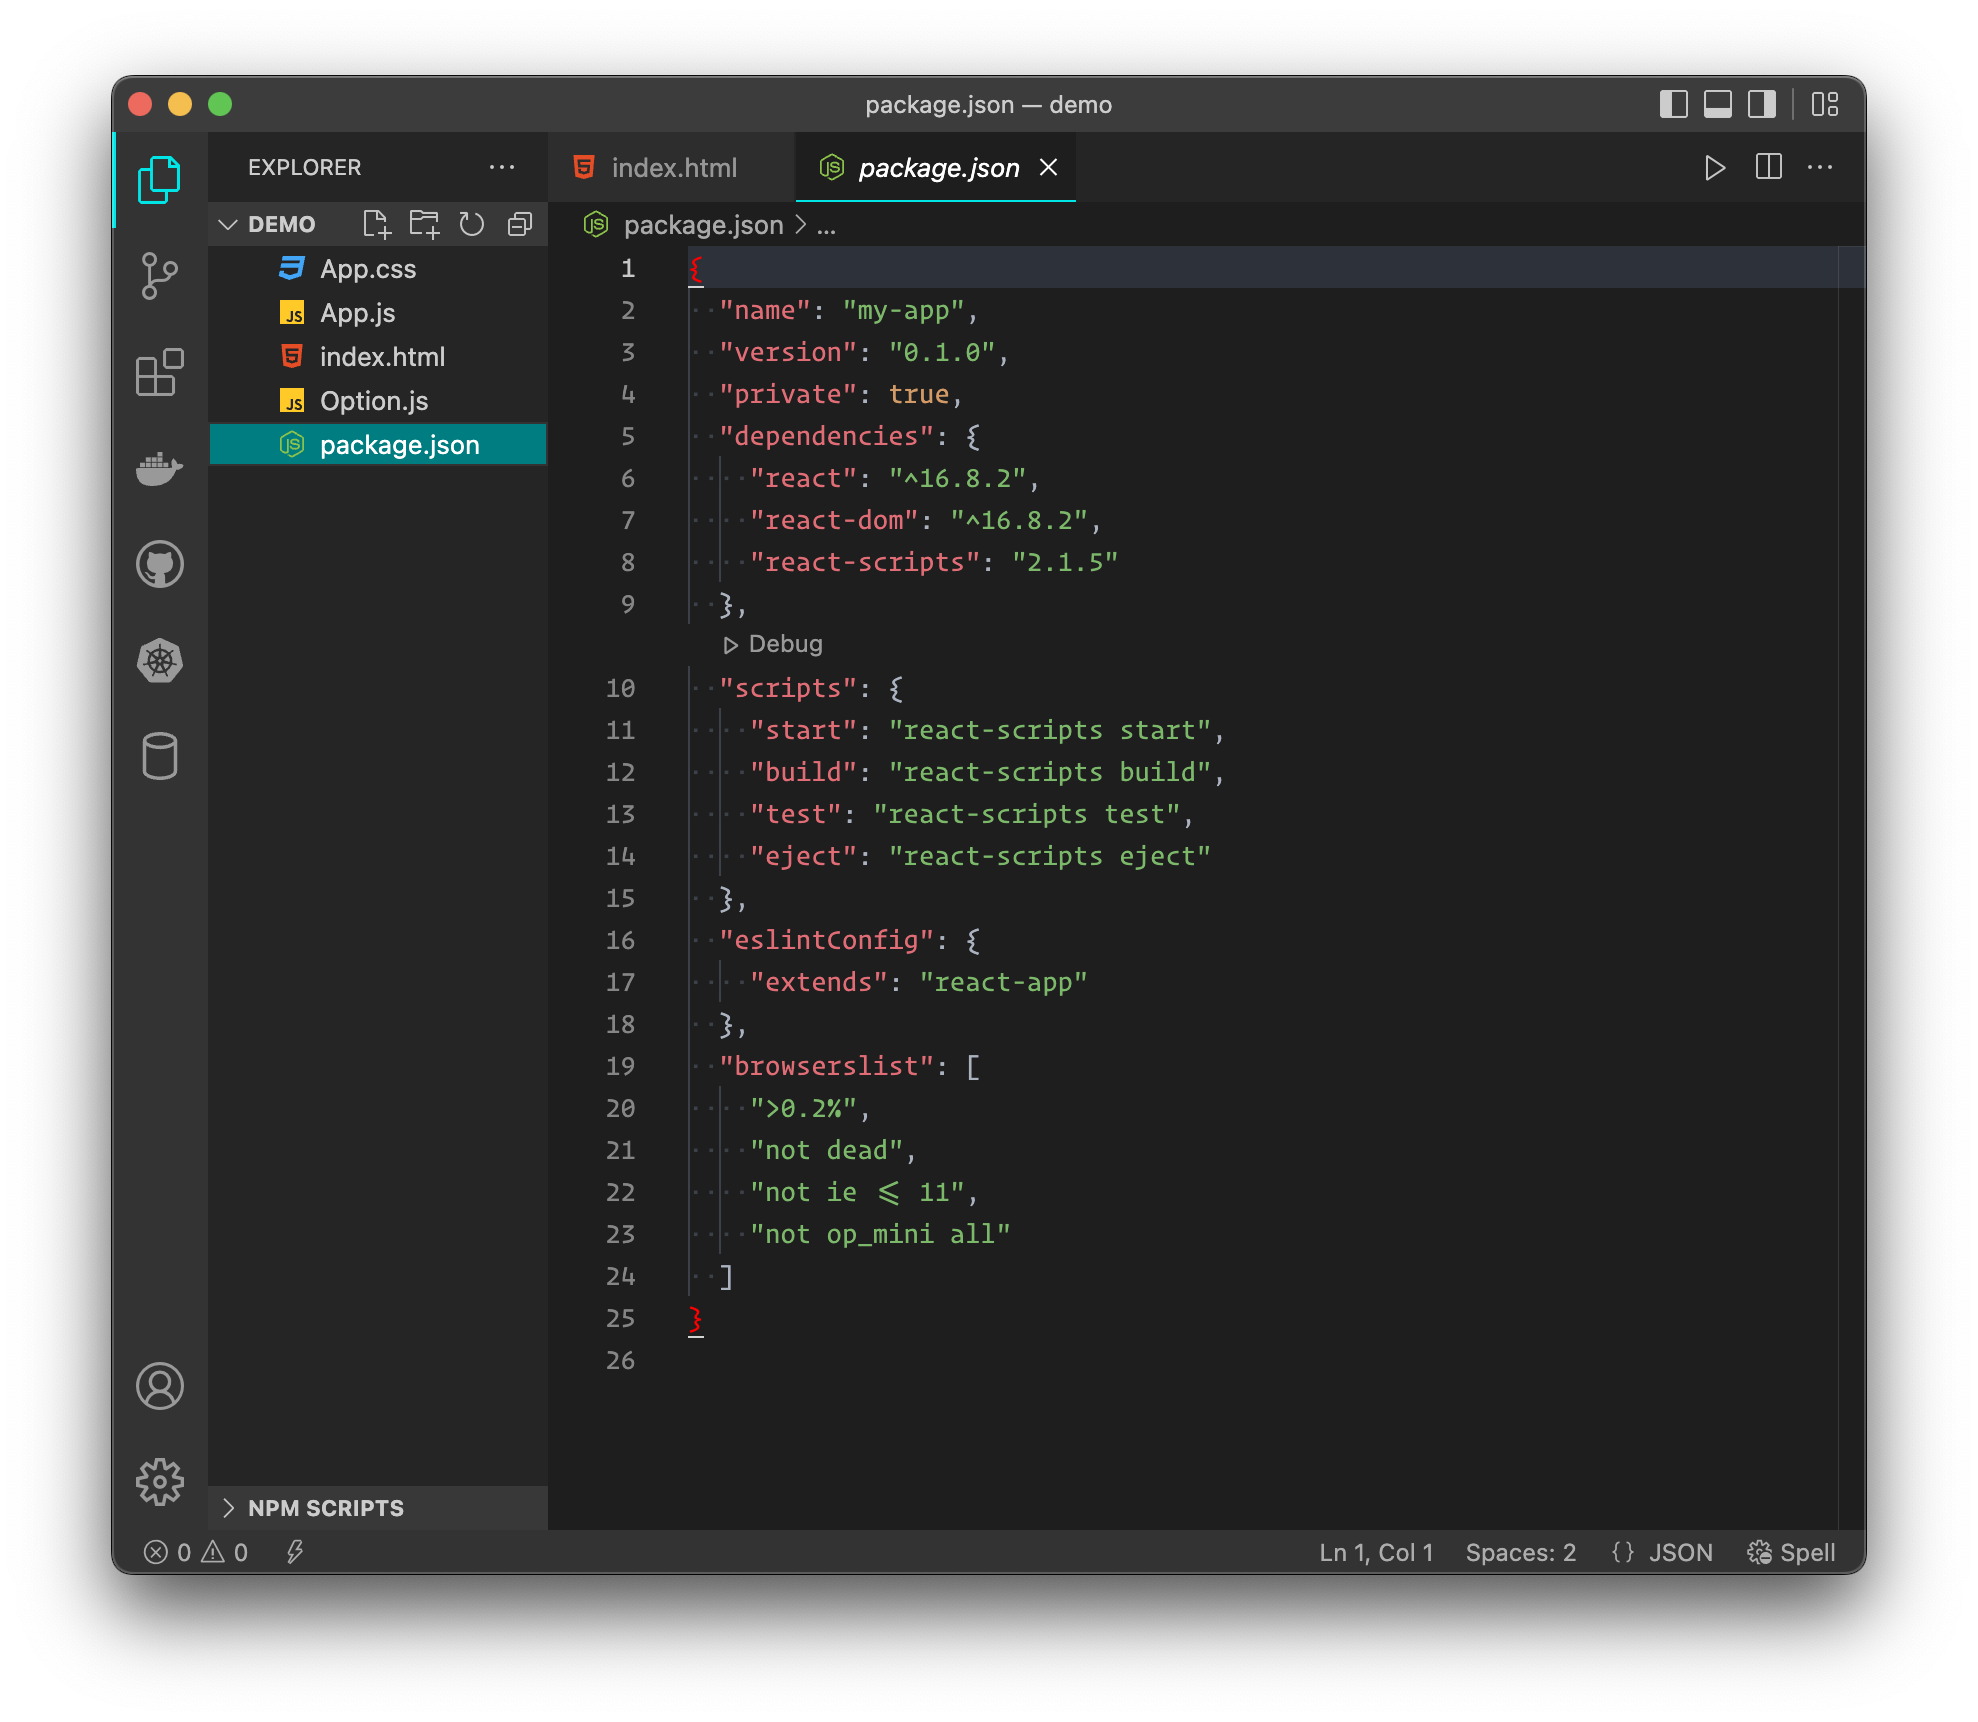 package.json — demo
EXPLORER
index.html
package.json
DEMO
package.json > ...
App.css
App.js
index.html
Option.js
package.json
1 {
2   "name": "my-app",
3   "version": "0.1.0",
4   "private": true,
5   "dependencies": {
6     "react": "^16.8.2",
7     "react-dom": "^16.8.2",
8     "react-scripts": "2.1.5"
9   },
Debug
10   "scripts": {
11     "start": "react-scripts start",
12     "build": "react-scripts build",
13     "test": "react-scripts test",
14     "eject": "react-scripts eject"
15   },
16   "eslintConfig": {
17     "extends": "react-app"
18   },
19   "browserslist": [
20     ">0.2%",
21     "not dead",
22     "not ie <= 11",
23     "not op_mini all"
24   ]
25 }
26
NPM SCRIPTS
0 0
Ln 1, Col 1 Spaces: 2 {} JSON Spell